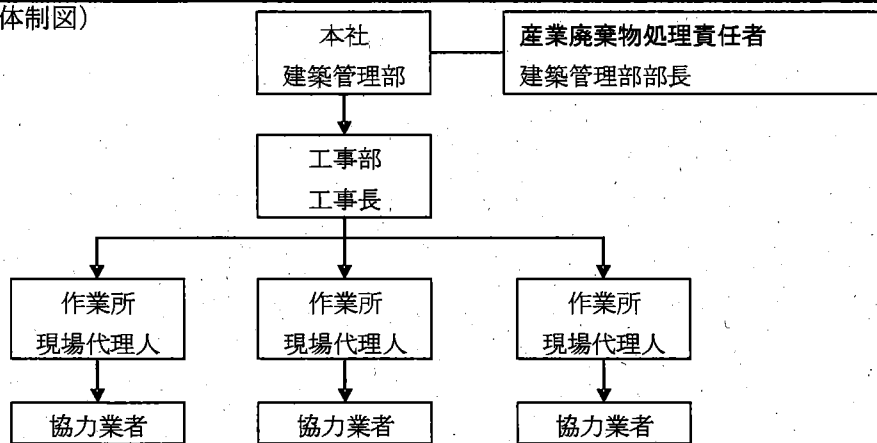 体制図）
本社
建築管理部
産業廃棄物処理責任者
建築管理部部長
工事部
工事長
作業所
現場代理人
作業所
現場代理人
作業所
現場代理人
協力業者
協力業者
協力業者